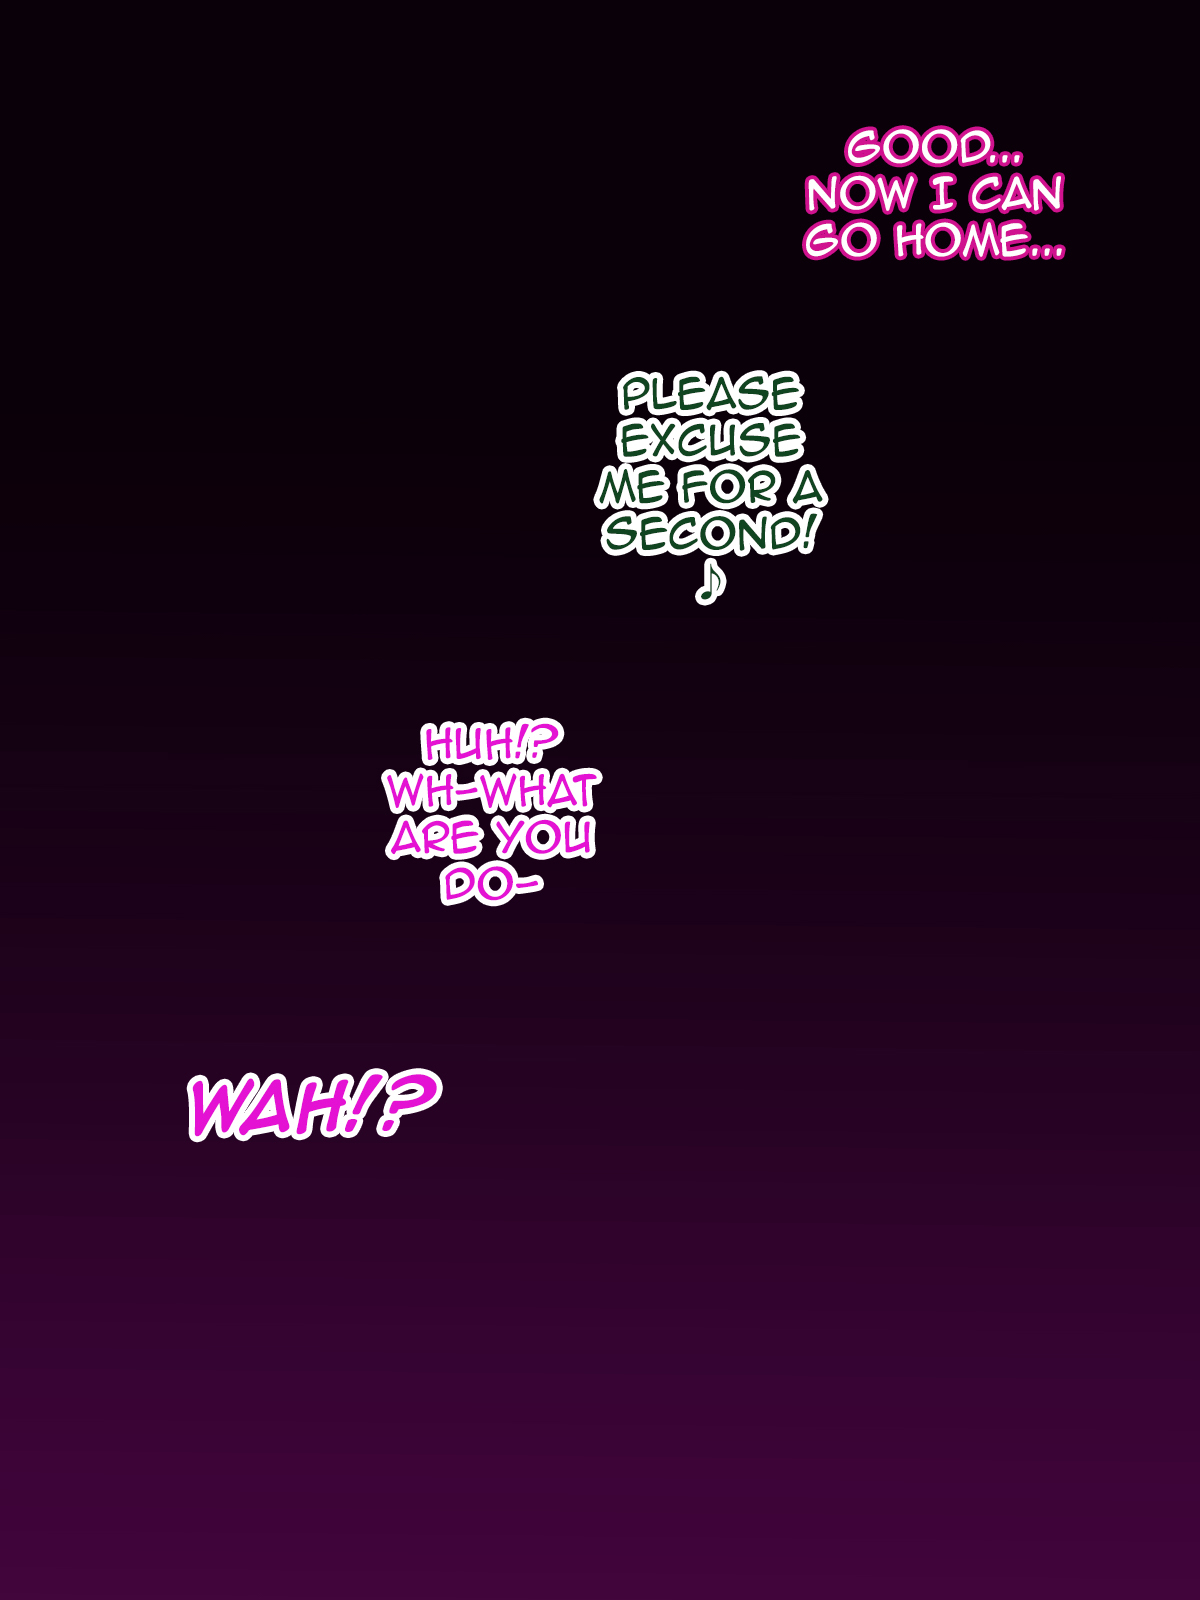 GOOD...
NOW I CAN
GO HOME...
PLEASE
EXCUSE
ME FOR A
SECOND!
♪
HUH!?
WH-WHAT
ARE YOU
DO-
WAH!?